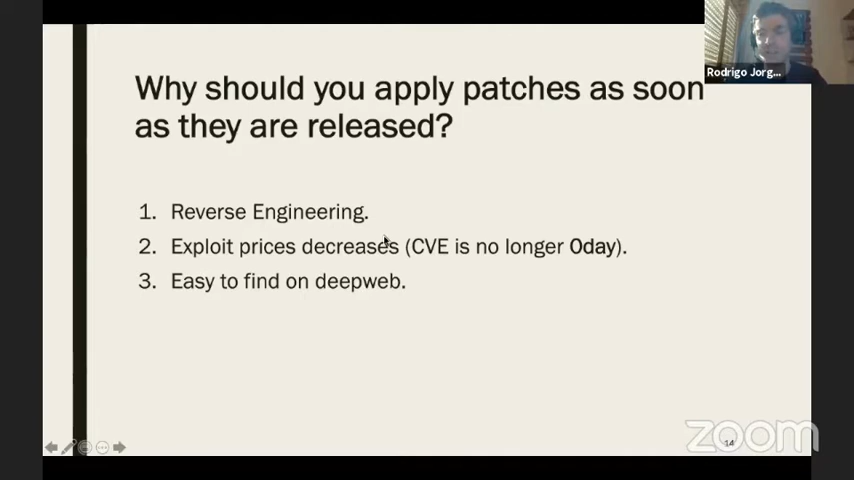 Why should you apply patches as soon
as they are released?
Rodrigo Jorg...
1. Reverse Engineering.
2. Exploit prices decreases (CVE is no longer 0day).
3. Easy to find on deepweb.
14
zoom